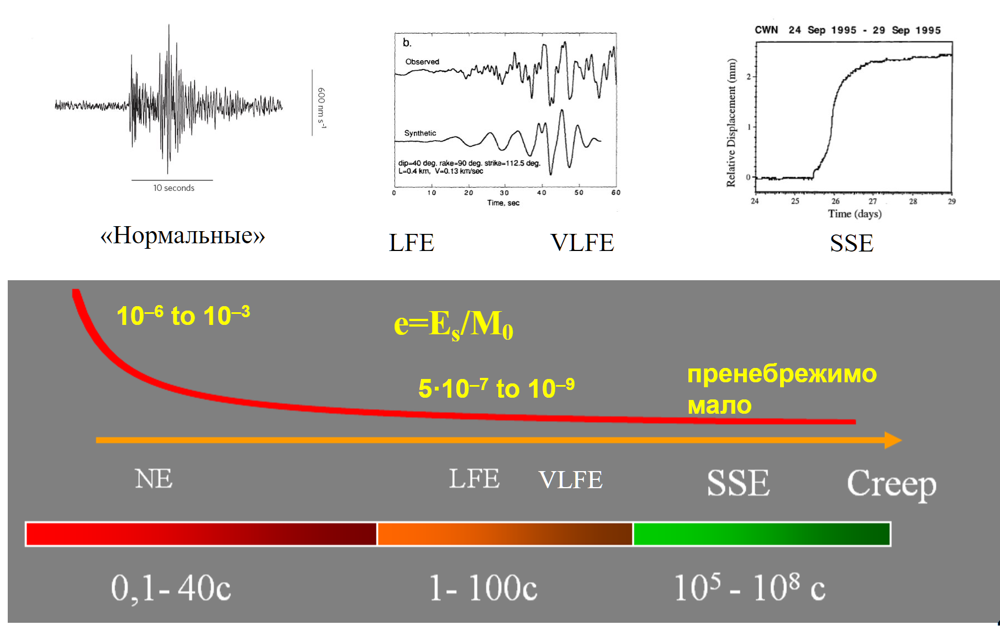 600 nm s⁻¹
10 seconds
«Нормальные»
b.
Observed
Synthetic
dip=40 deg. rake=90 deg. strike=112.5 deg.
L=0.4 km, V=0.13 km/sec
0 10 20 30 40 50 60
Time, sec
LFE VLFE
CWN 24 Sep 1995 - 29 Sep 1995
Relative Displacement (mm)
2
1
0
24 25 26 27 28 29
Time (days)
SSE
10⁻⁶ to 10⁻³
e=Eₛ/M₀
5·10⁻⁷ to 10⁻⁹
пренебрежимо
мало
NE LFE VLFE SSE Creep
0,1- 40с 1- 100с 10⁵ - 10⁸ с